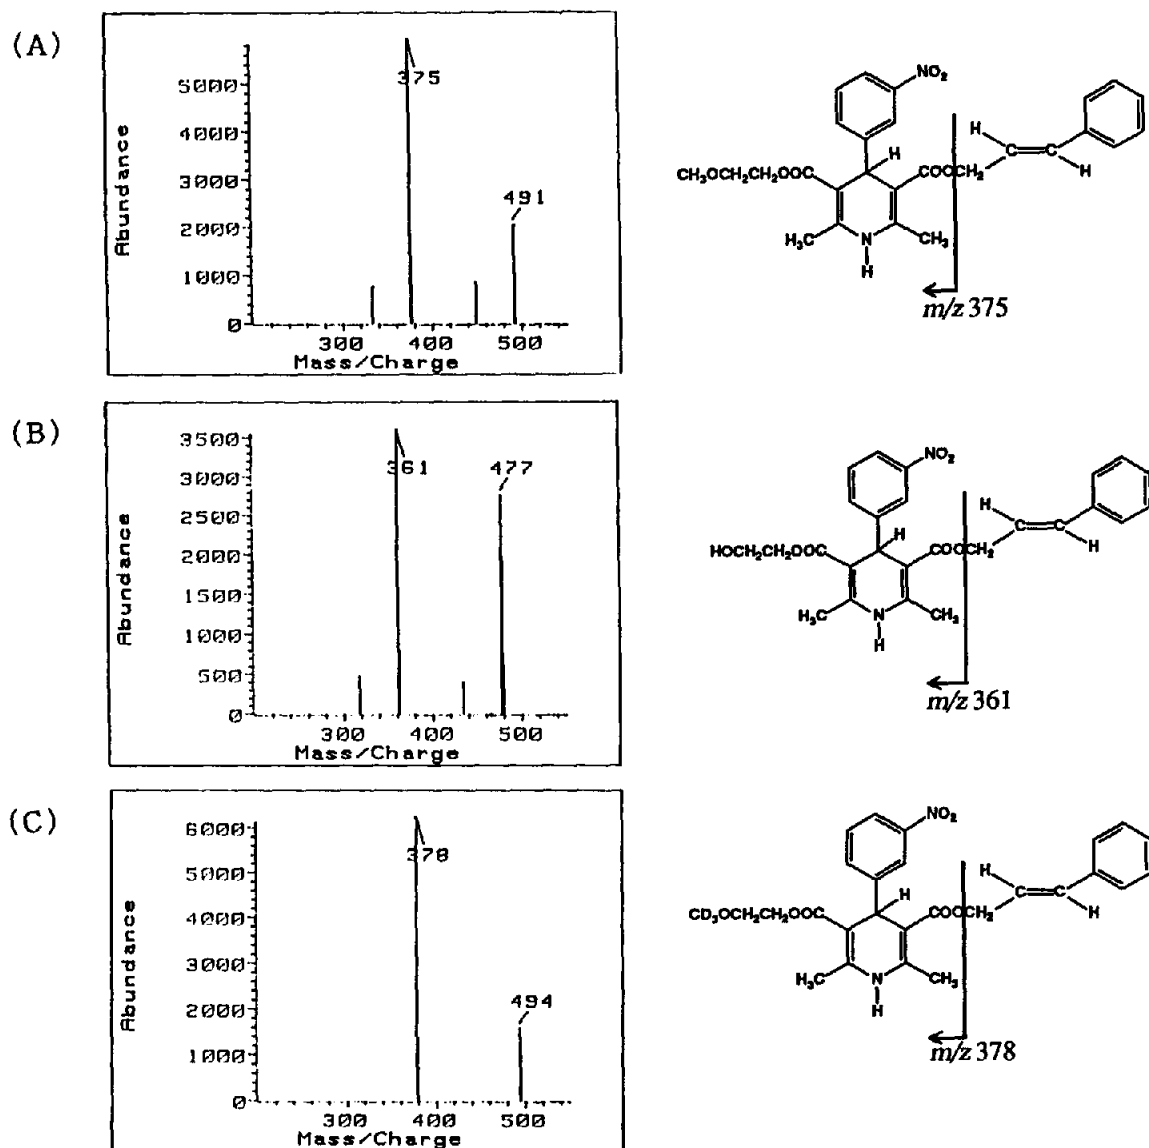 (A)
Abundance
5000
4000
3000
2000
1000
0
375
491
300 400 500
Mass/Charge
NO₂
H
C=C
H
H
CH₃OCH₂CH₂OOC
COOCH₂
H₃C
N
CH₃
H
m/z 375
(B)
Abundance
3500
3000
2500
2000
1500
1000
500
0
361
477
300 400 500
Mass/Charge
NO₂
H
C=C
H
H
HOCH₂CH₂OOC
COOCH₂
H₃C
N
CH₃
H
m/z 361
(C)
Abundance
6000
5000
4000
3000
2000
1000
0
378
494
300 400 500
Mass/Charge
NO₂
H
C=C
H
H
CD₃OCH₂CH₂OOC
COOCH₂
H₃C
N
CH₃
H
m/z 378